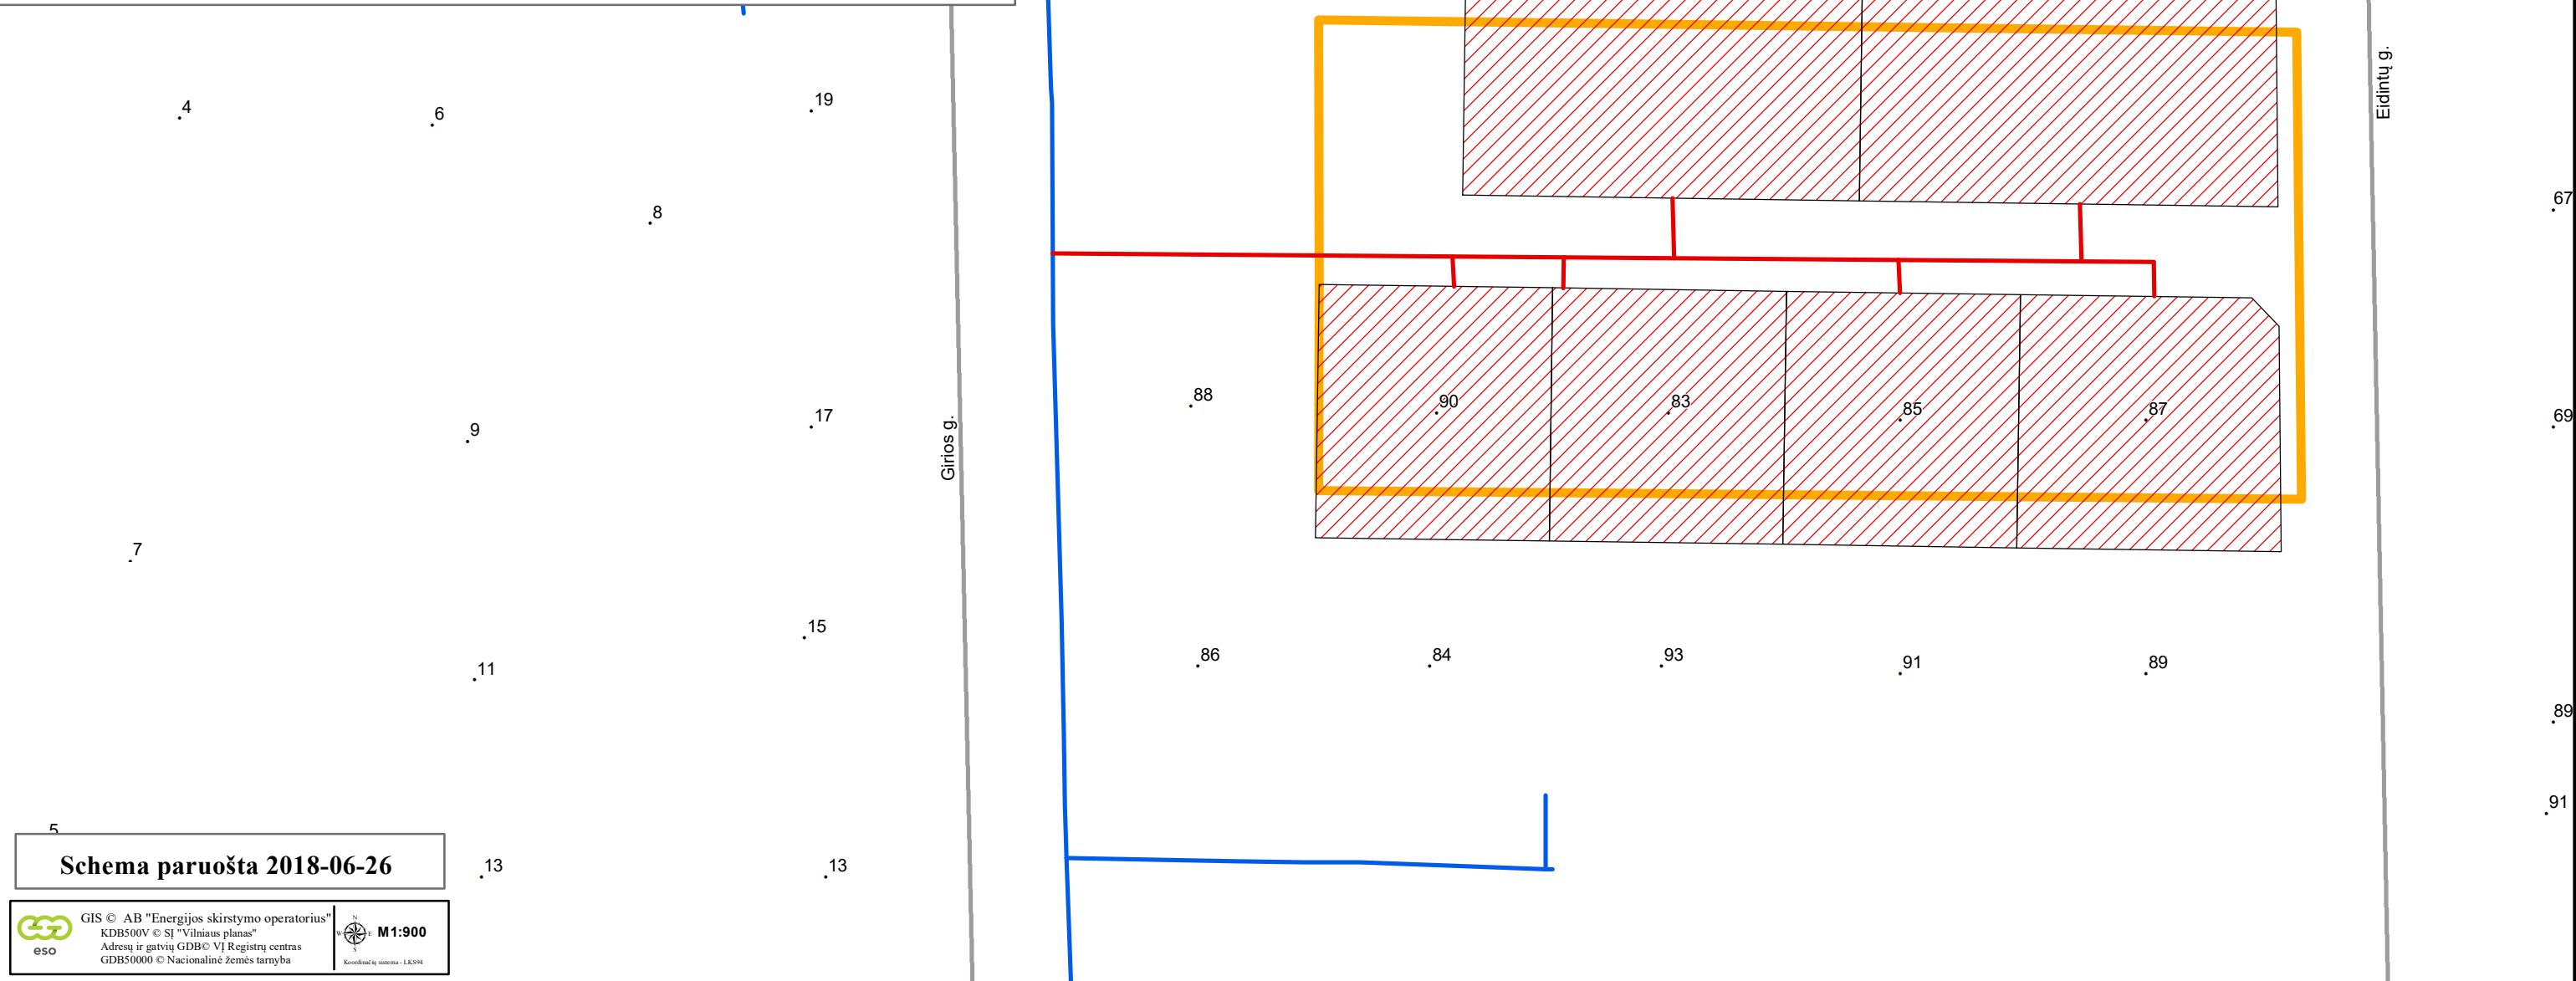 4
6
19
8
67
Eidintų g.
88
90
83
85
87
9
17
69
Girios g.
7
15
86
84
93
91
89
11
89
91
5
13
13
Schema paruošta 2018-06-26
GIS © AB "Energijos skirstymo operatorius"
KDB500V © SĮ "Vilniaus planas"
Adresų ir gatvių GDB© VĮ Registrų centras
GDB50000 © Nacionalinė žemės tarnyba
eso
N
W E
S
M 1:900
Koordinačių sistema - LKS94